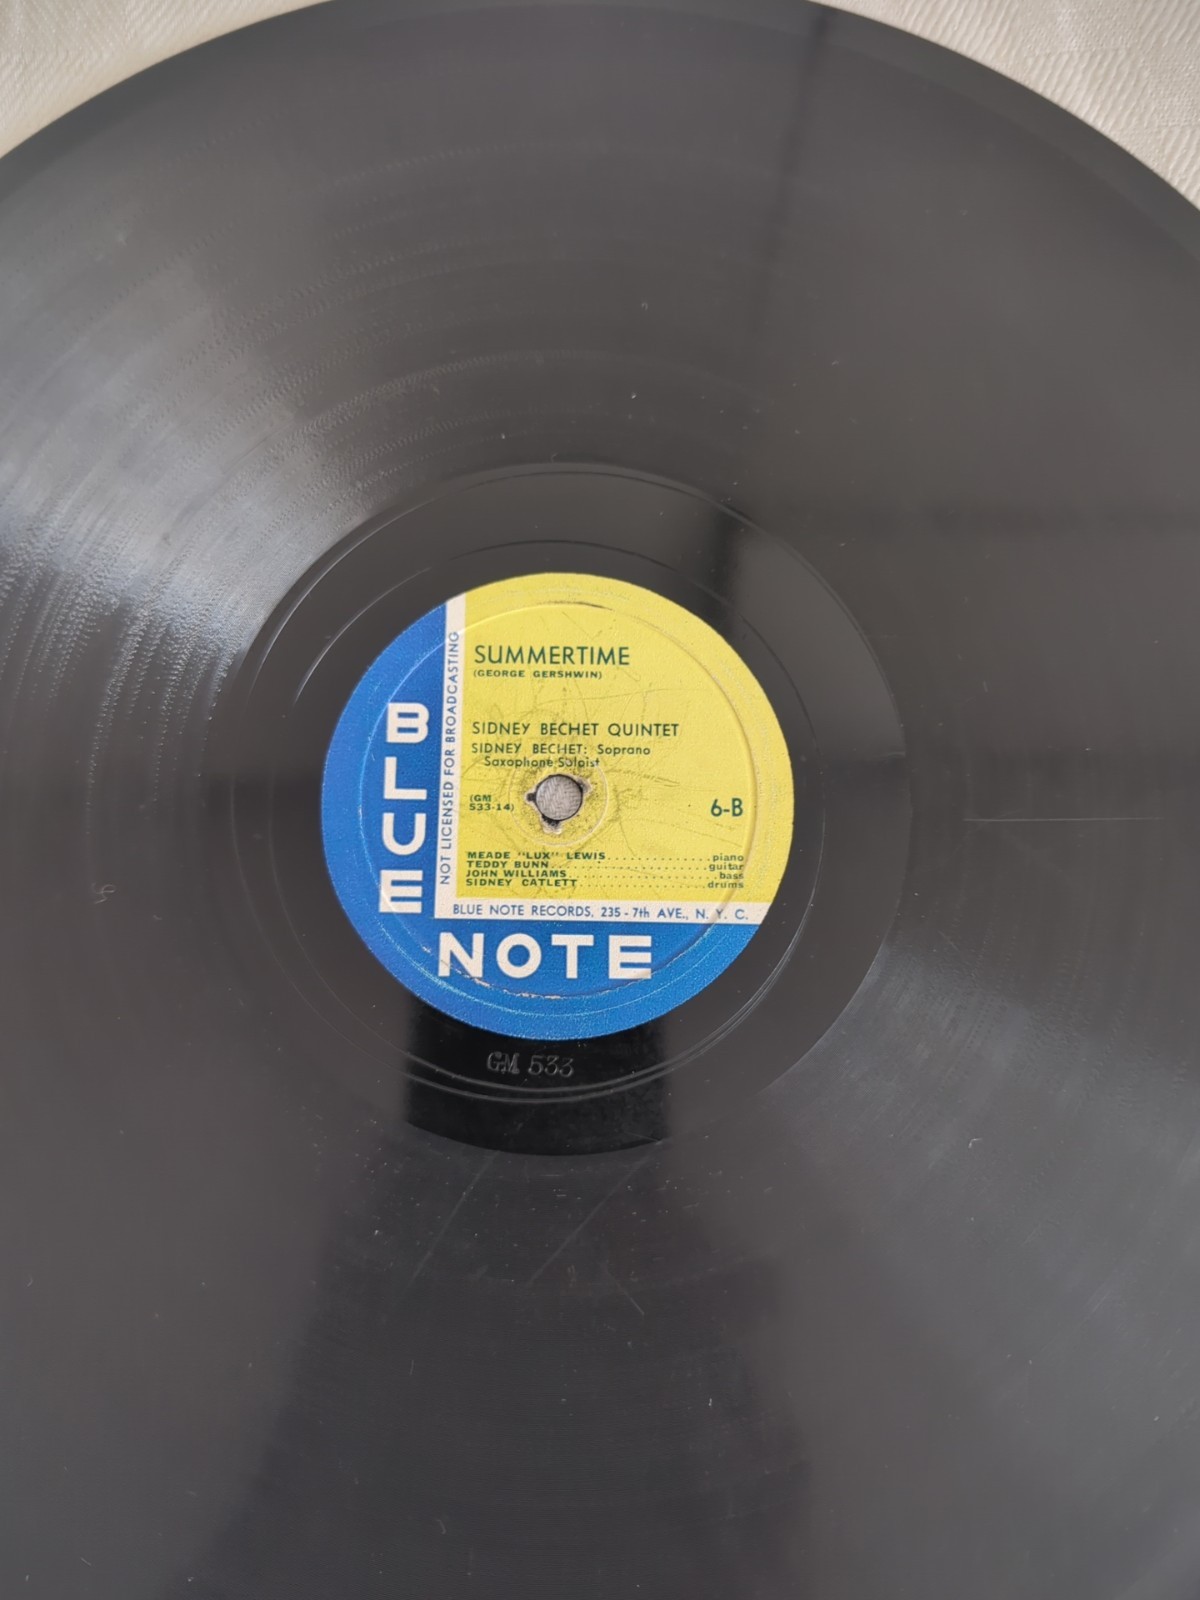 SUMMERTIME
(GEORGE GERSHWIN)
SIDNEY BECHET QUINTET
SIDNEY BECHET: Soprano
Saxophone Soloist
(GM
533-14)
6-B
MEADE "LUX" LEWIS..............piano
TEDDY BUNN......................guitar
JOHN WILLIAMS....................bass
SIDNEY CATLETT..................drums
BLUE NOTE RECORDS, 235 - 7th AVE., N. Y. C.
NOT LICENSED FOR BROADCASTING
BLUE
NOTE
GM 533